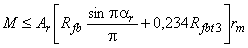 M ≤ A_r [ R_fb (sin πα_r / π) + 0,234 R_fbt3 ] r_m